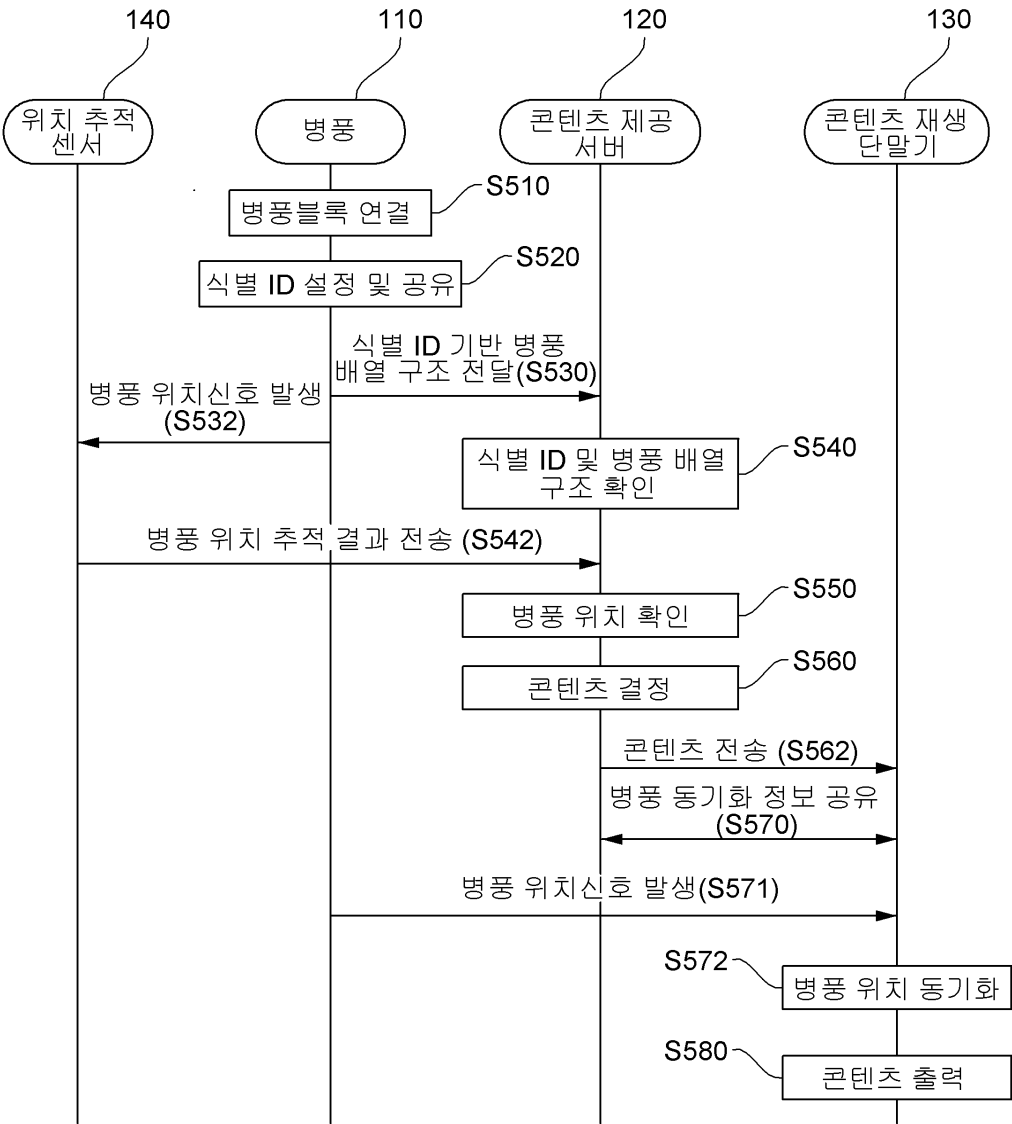 140
110
120
130
위치 추적
센서
병풍
콘텐츠 제공
서버
콘텐츠 재생
단말기
S510
병풍블록 연결
S520
식별 ID 설정 및 공유
식별 ID 기반 병풍
배열 구조 전달(S530)
병풍 위치신호 발생
(S532)
S540
식별 ID 및 병풍 배열
구조 확인
병풍 위치 추적 결과 전송 (S542)
S550
병풍 위치 확인
S560
콘텐츠 결정
콘텐츠 전송 (S562)
병풍 동기화 정보 공유
(S570)
병풍 위치신호 발생(S571)
S572
병풍 위치 동기화
S580
콘텐츠 출력